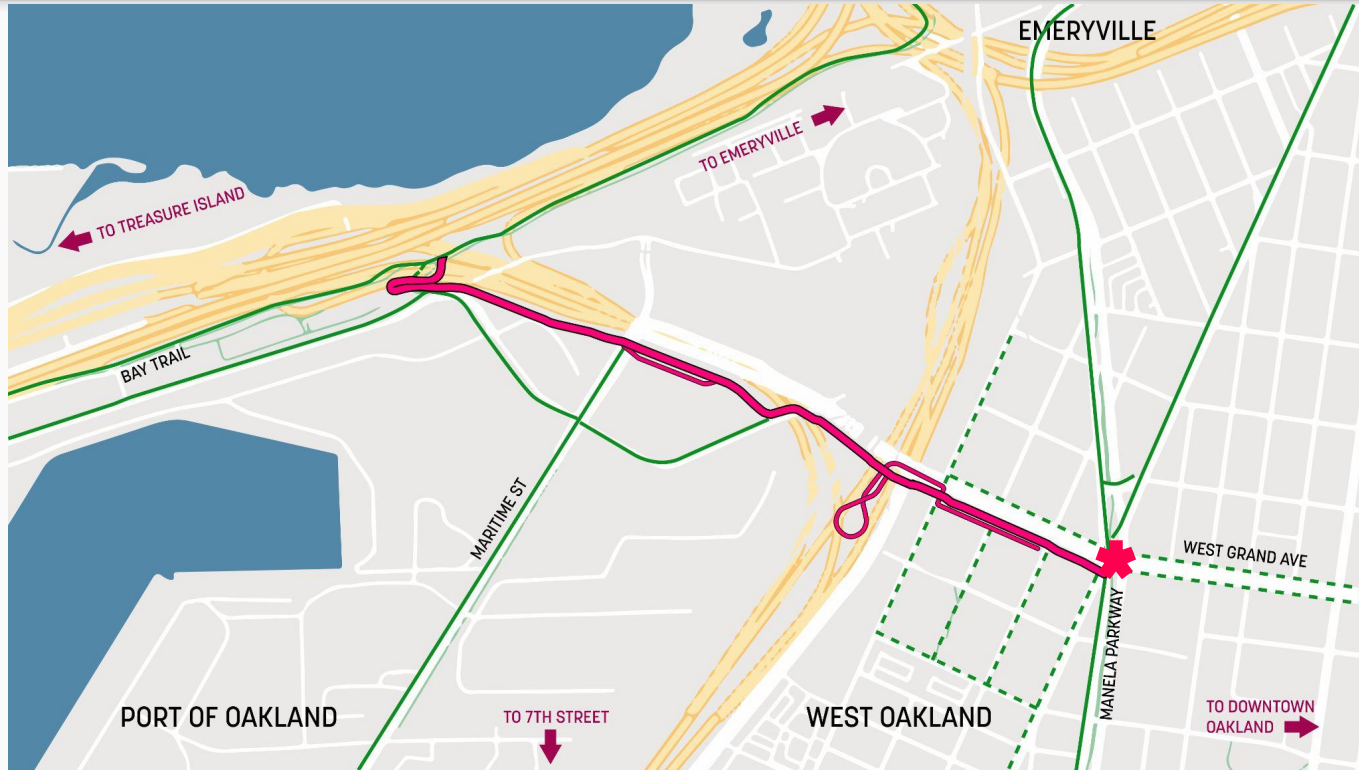 EMERYVILLE
TO EMERYVILLE
TO TREASURE ISLAND
BAY TRAIL
MARITIME ST
WEST GRAND AVE
MANELA PARKWAY
PORT OF OAKLAND
TO 7TH STREET
WEST OAKLAND
TO DOWNTOWN
OAKLAND